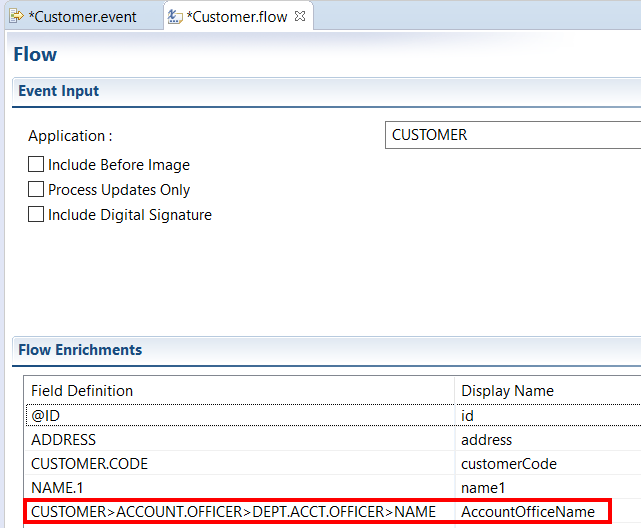 *Customer.event *Customer.flow
Flow
Event Input
Application : CUSTOMER
Include Before Image
Process Updates Only
Include Digital Signature
Flow Enrichments
Field Definition Display Name
@ID id
ADDRESS address
CUSTOMER.CODE customerCode
NAME.1 name1
CUSTOMER>ACCOUNT.OFFICER>DEPT.ACCT.OFFICER>NAME AccountOfficeName